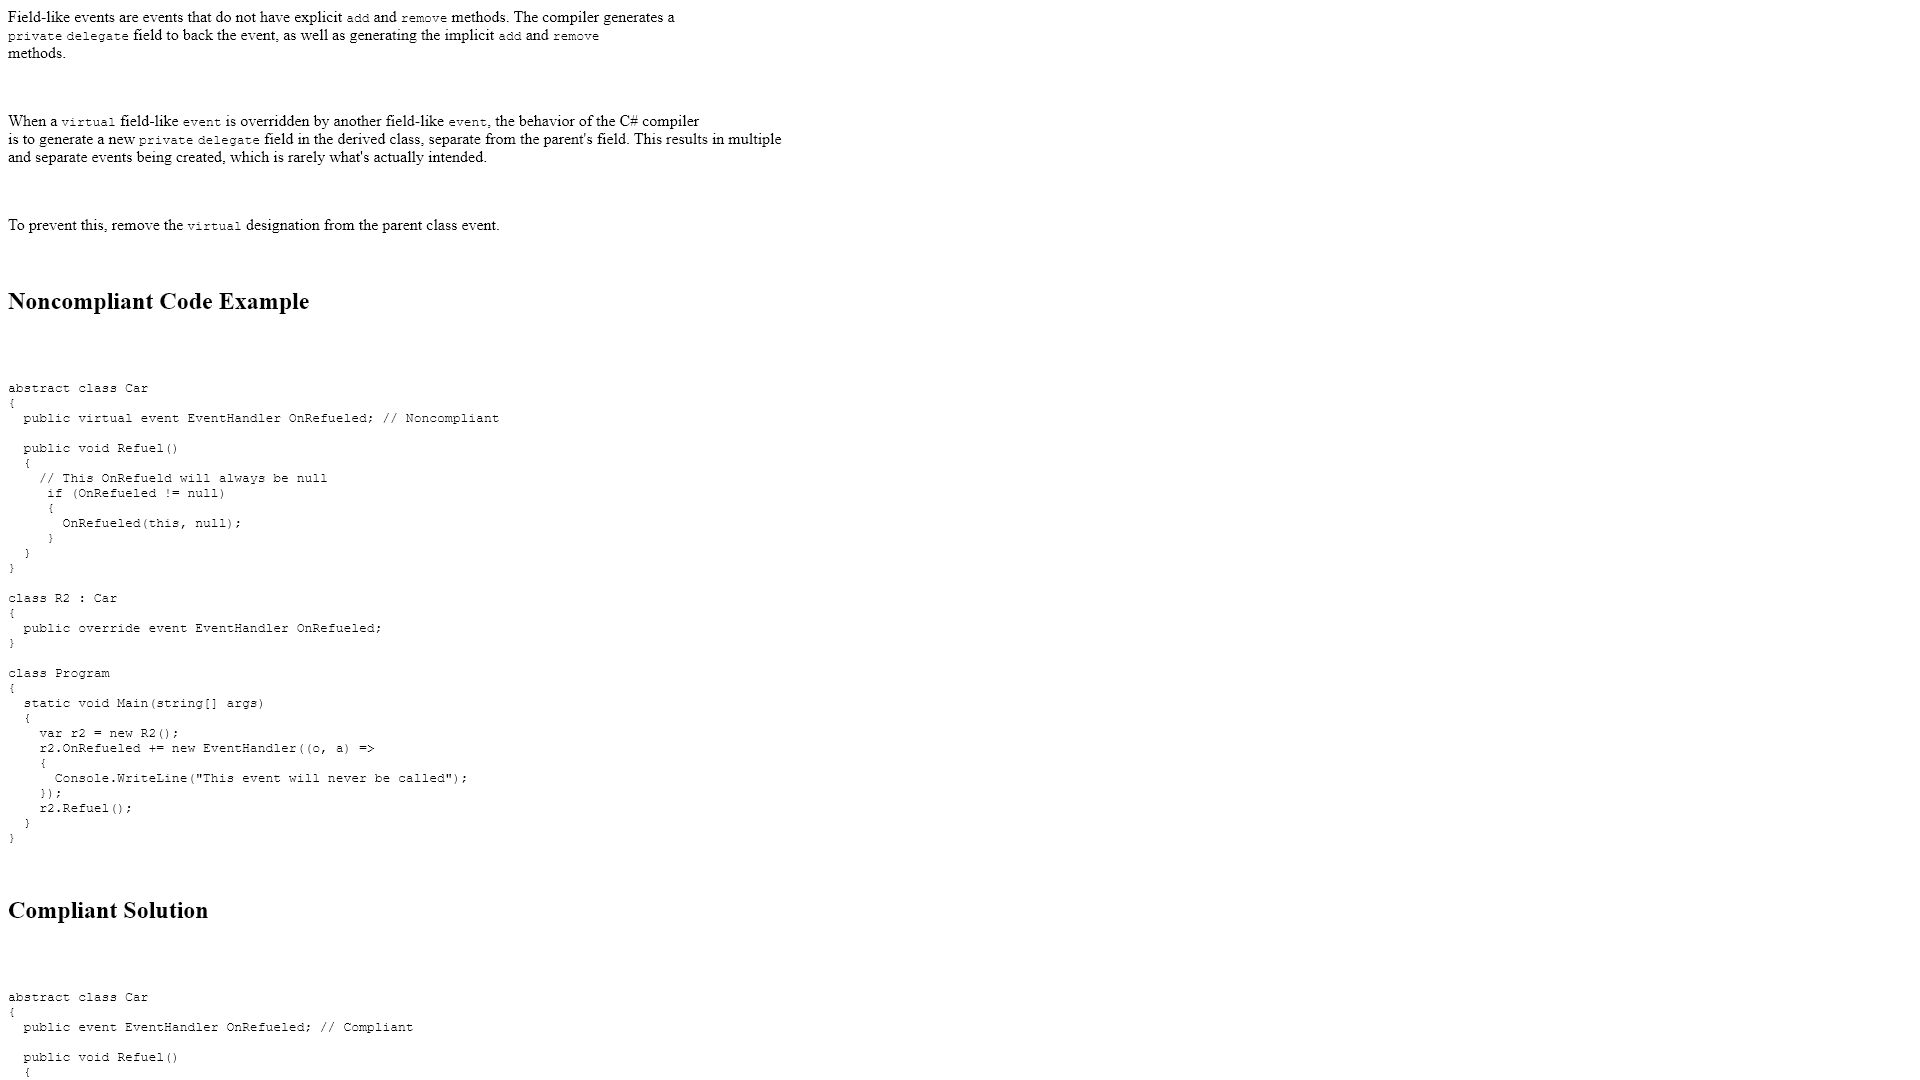 Field-like events are events that do not have explicit add and remove methods. The compiler generates a
private delegate field to back the event, as well as generating the implicit add and remove
methods.
When a virtual field-like event is overridden by another field-like event, the behavior of the C# compiler
is to generate a new private delegate field in the derived class, separate from the parent's field. This results in multiple
and separate events being created, which is rarely what's actually intended.
To prevent this, remove the virtual designation from the parent class event.
Noncompliant Code Example
abstract class Car
{
  public virtual event EventHandler OnRefueled; // Noncompliant
  public void Refuel()
  {
    // This OnRefueld will always be null
     if (OnRefueled != null)
     {
       OnRefueled(this, null);
     }
  }
}
class R2 : Car
{
  public override event EventHandler OnRefueled;
}
class Program
{
  static void Main(string[] args)
  {
    var r2 = new R2();
    r2.OnRefueled += new EventHandler((o, a) =>
    {
      Console.WriteLine("This event will never be called");
    });
    r2.Refuel();
  }
}
Compliant Solution
abstract class Car
{
  public event EventHandler OnRefueled; // Compliant
  public void Refuel()
  {